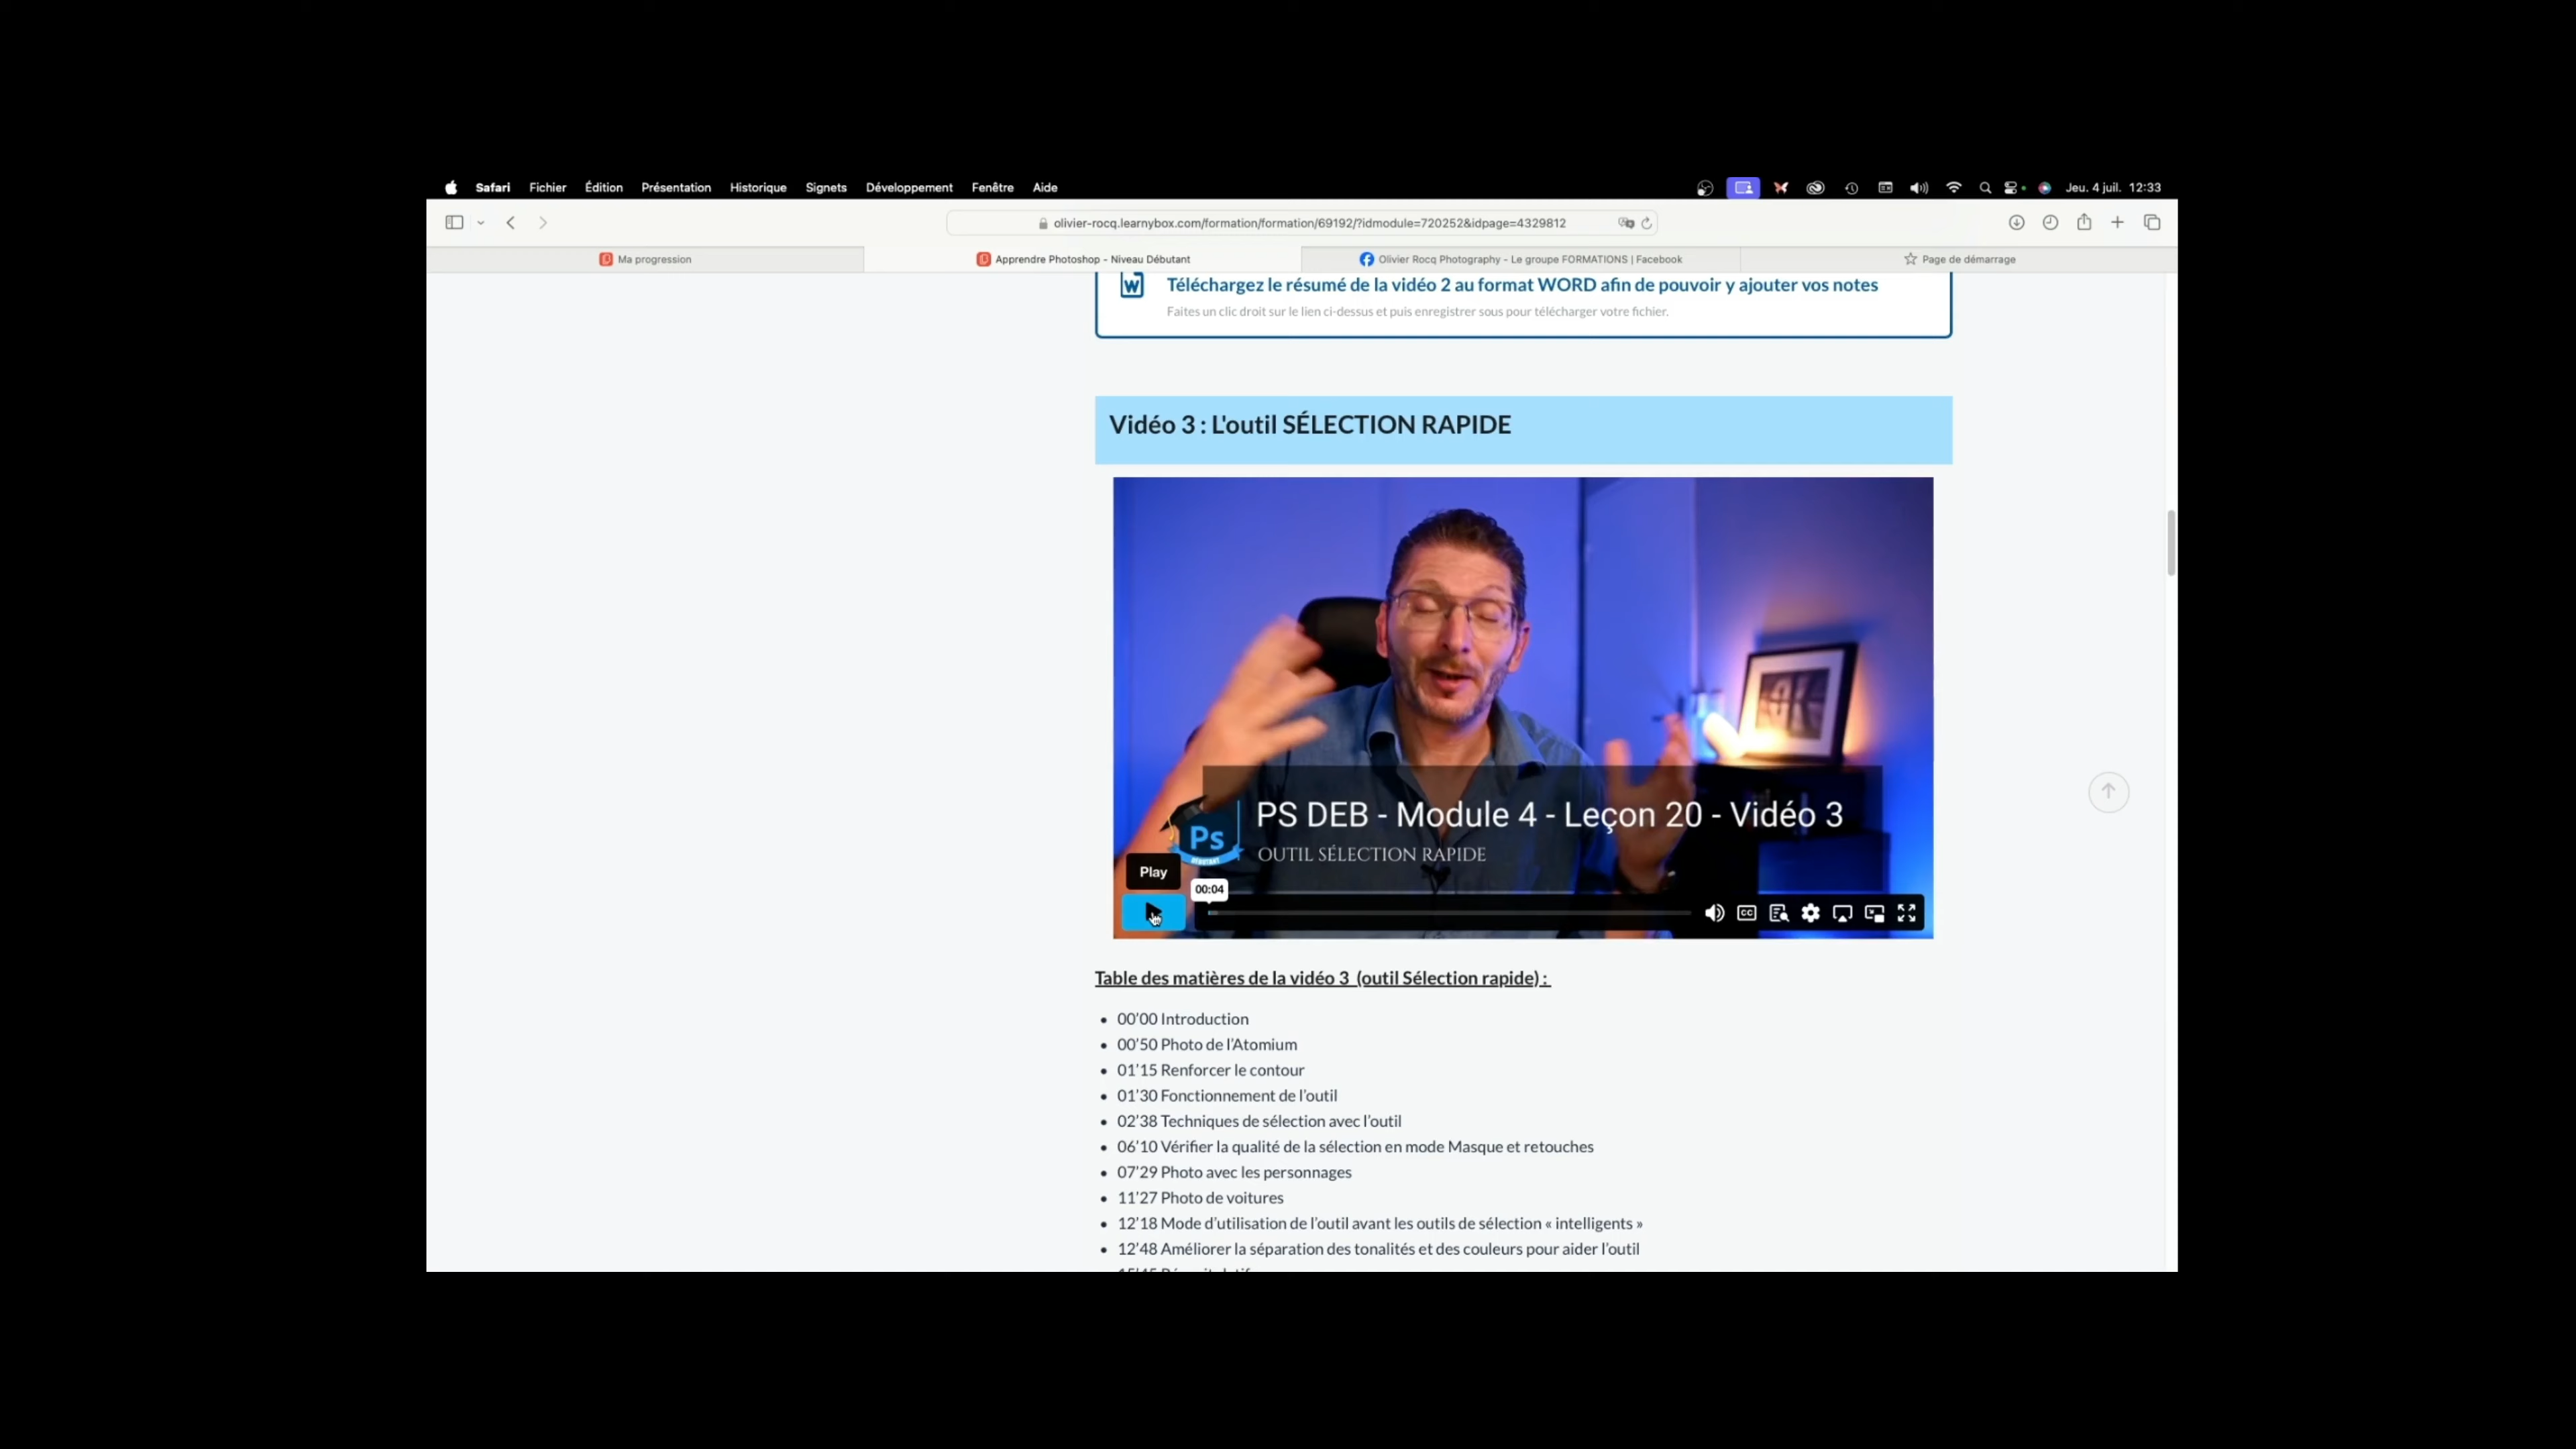 Safari Fichier Édition Présentation Historique Signets Développement Fenêtre Aide Jeu. 4 juil. 12:33
olivier-rocq.learnybox.com/formation/formation/69192/?idmodule=720252&idpage=4329812
Ma progression Apprendre Photoshop - Niveau Débutant Olivier Rocq Photography - Le groupe FORMATIONS | Facebook Page de démarrage
Téléchargez le résumé de la vidéo 2 au format WORD afin de pouvoir y ajouter vos notes
Faites un clic droit sur le lien ci-dessus et puis enregistrer sous pour télécharger votre fichier.
Vidéo 3 : L'outil SÉLECTION RAPIDE
PS DEB - Module 4 - Leçon 20 - Vidéo 3
Ps
DÉBUTANT
OUTIL SÉLECTION RAPIDE
Play
00:04
CC
Table des matières de la vidéo 3 (outil Sélection rapide) :
• 00’00 Introduction
• 00’50 Photo de l’Atomium
• 01’15 Renforcer le contour
• 01’30 Fonctionnement de l’outil
• 02’38 Techniques de sélection avec l’outil
• 06’10 Vérifier la qualité de la sélection en mode Masque et retouches
• 07’29 Photo avec les personnages
• 11’27 Photo de voitures
• 12’18 Mode d’utilisation de l’outil avant les outils de sélection « intelligents »
• 12’48 Améliorer la séparation des tonalités et des couleurs pour aider l’outil